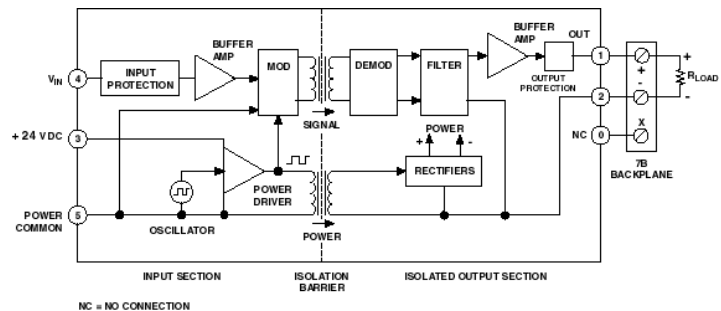 BUFFER
AMP
OUT
BUFFER
AMP
VIN
4
INPUT
PROTECTION
MOD
DEMOD
FILTER
OUTPUT
PROTECTION
1
2
+
+
-
-
RLOAD
SIGNAL
POWER
+
-
NC
0
X
7B
BACKPLANE
+ 24 VDC
3
POWER
DRIVER
RECTIFIERS
POWER
COMMON
5
OSCILLATOR
POWER
INPUT SECTION
ISOLATION
BARRIER
ISOLATED OUTPUT SECTION
NC = NO CONNECTION